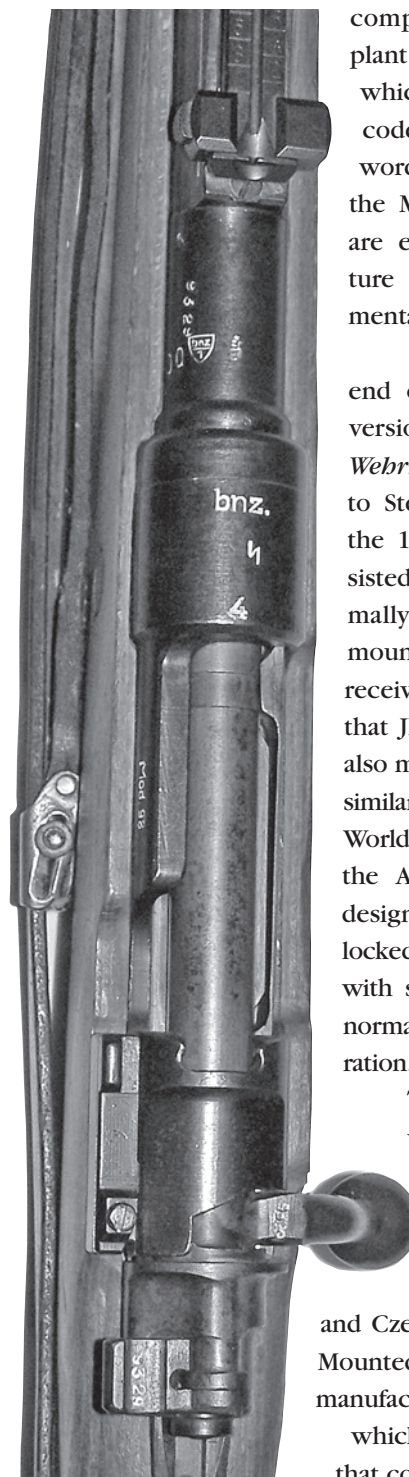 comp
plant
whic
code
word
the M
are e
ture
menta
end o
versio
Wehr
to Ste
the 1
sisted
mally
moun
receiv
that J
also m
similar
World
the A
design
locked
with s
norma
ration
and Cze
Mounted
manufac
which
that co
9329
bnz.
4
Mod 98
9329